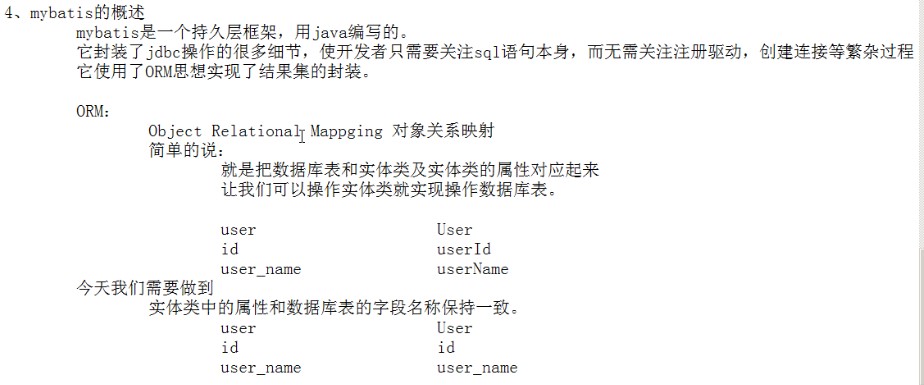 4、mybatis的概述
mybatis是一个持久层框架，用java编写的。
它封装了jdbc操作的很多细节，使开发者只需要关注sql语句本身，而无需关注注册驱动，创建连接等繁杂过程
它使用了ORM思想实现了结果集的封装。
ORM：
Object Relational Mappging 对象关系映射
简单的说：
就是把数据库表和实体类及实体类的属性对应起来
让我们可以操作实体类就实现操作数据库表。
user User
id userId
user_name userName
今天我们需要做到
实体类中的属性和数据库表的字段名称保持一致。
user User
id id
user_name user_name